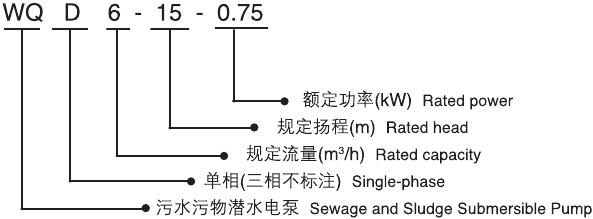 WQ D 6 - 15 - 0.75
额定功率(kW) Rated power
规定扬程(m) Rated head
规定流量(m³/h) Rated capacity
单相(三相不标注) Single-phase
污水污物潜水电泵 Sewage and Sludge Submersible Pump